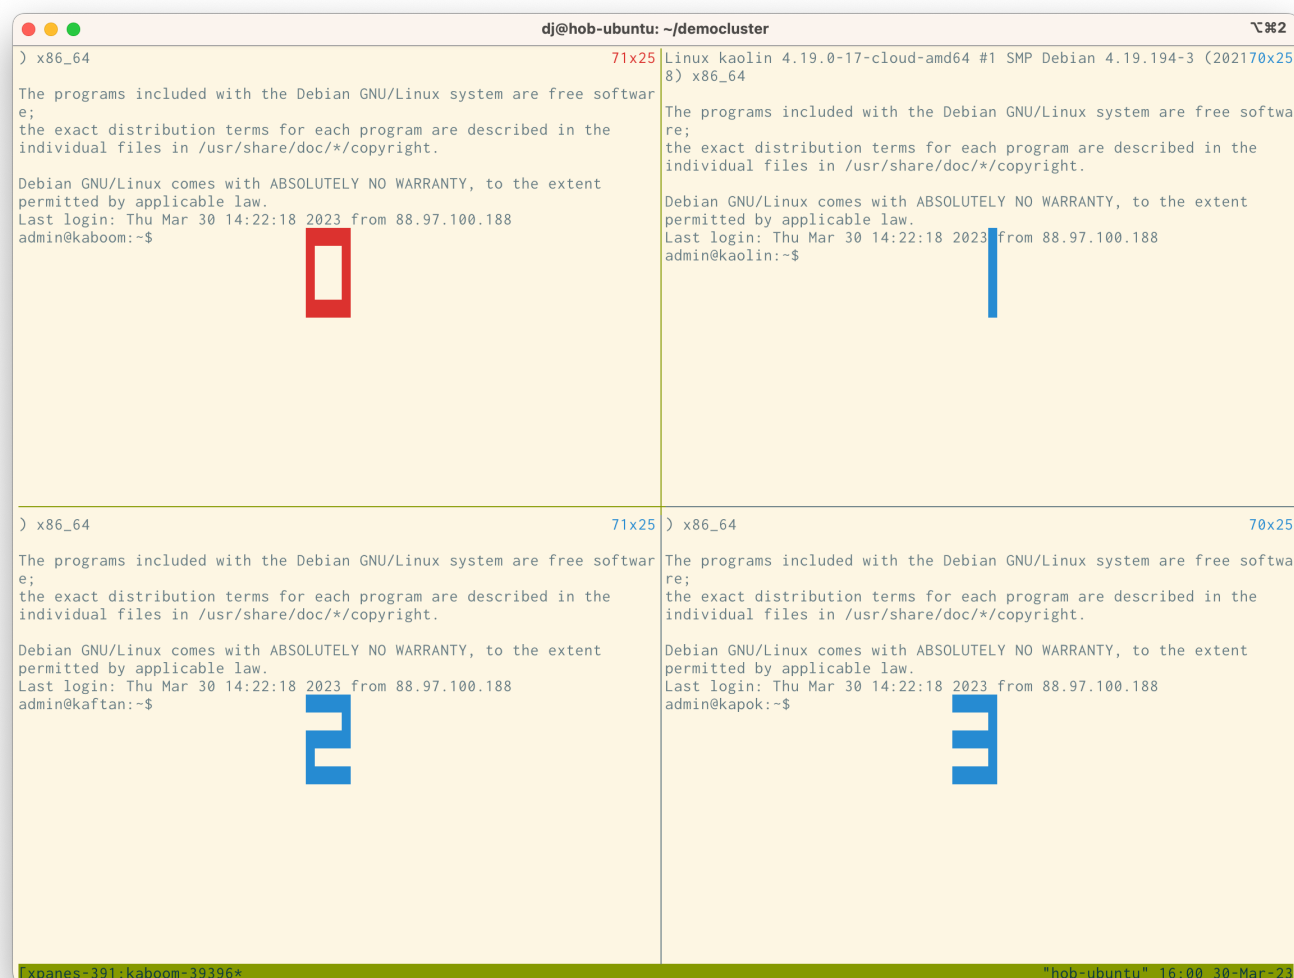 dj@hob-ubuntu: ~/democluster
⌥⌘2
) x86_64 71x25
The programs included with the Debian GNU/Linux system are free softwar
e;
the exact distribution terms for each program are described in the
individual files in /usr/share/doc/*/copyright.
Debian GNU/Linux comes with ABSOLUTELY NO WARRANTY, to the extent
permitted by applicable law.
Last login: Thu Mar 30 14:22:18 2023 from 88.97.100.188
admin@kaboom:~$
0
Linux kaolin 4.19.0-17-cloud-amd64 #1 SMP Debian 4.19.194-3 (202170x25
8) x86_64
The programs included with the Debian GNU/Linux system are free softwa
re;
the exact distribution terms for each program are described in the
individual files in /usr/share/doc/*/copyright.
Debian GNU/Linux comes with ABSOLUTELY NO WARRANTY, to the extent
permitted by applicable law.
Last login: Thu Mar 30 14:22:18 2023 from 88.97.100.188
admin@kaolin:~$
1
) x86_64 71x25
The programs included with the Debian GNU/Linux system are free softwar
e;
the exact distribution terms for each program are described in the
individual files in /usr/share/doc/*/copyright.
Debian GNU/Linux comes with ABSOLUTELY NO WARRANTY, to the extent
permitted by applicable law.
Last login: Thu Mar 30 14:22:18 2023 from 88.97.100.188
admin@kaftan:~$
2
) x86_64 70x25
The programs included with the Debian GNU/Linux system are free softwa
re;
the exact distribution terms for each program are described in the
individual files in /usr/share/doc/*/copyright.
Debian GNU/Linux comes with ABSOLUTELY NO WARRANTY, to the extent
permitted by applicable law.
Last login: Thu Mar 30 14:22:18 2023 from 88.97.100.188
admin@kapok:~$
3
[xpanes-391:kaboom-39396* "hob-ubuntu" 16:00 30-Mar-23